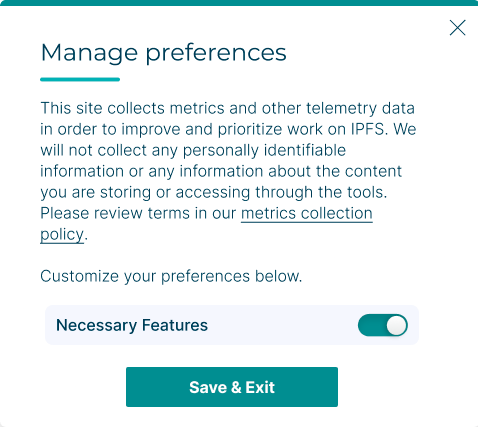 Manage preferences
This site collects metrics and other telemetry data
in order to improve and prioritize work on IPFS. We
will not collect any personally identifiable
information or any information about the content
you are storing or accessing through the tools.
Please review terms in our metrics collection
policy.
Customize your preferences below.
Necessary Features
Save & Exit